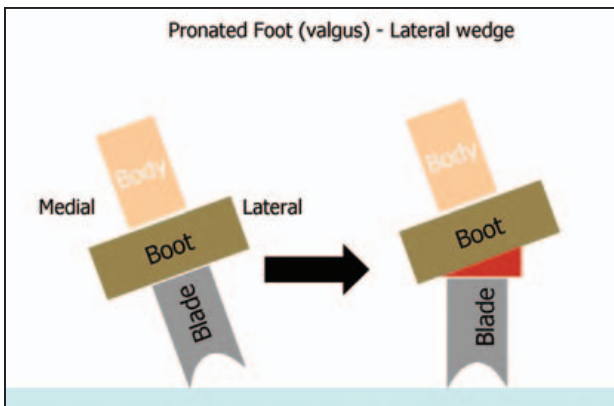 Pronated Foot (valgus) - Lateral wedge
Body
Medial
Lateral
Boot
Blade
Body
Boot
Blade